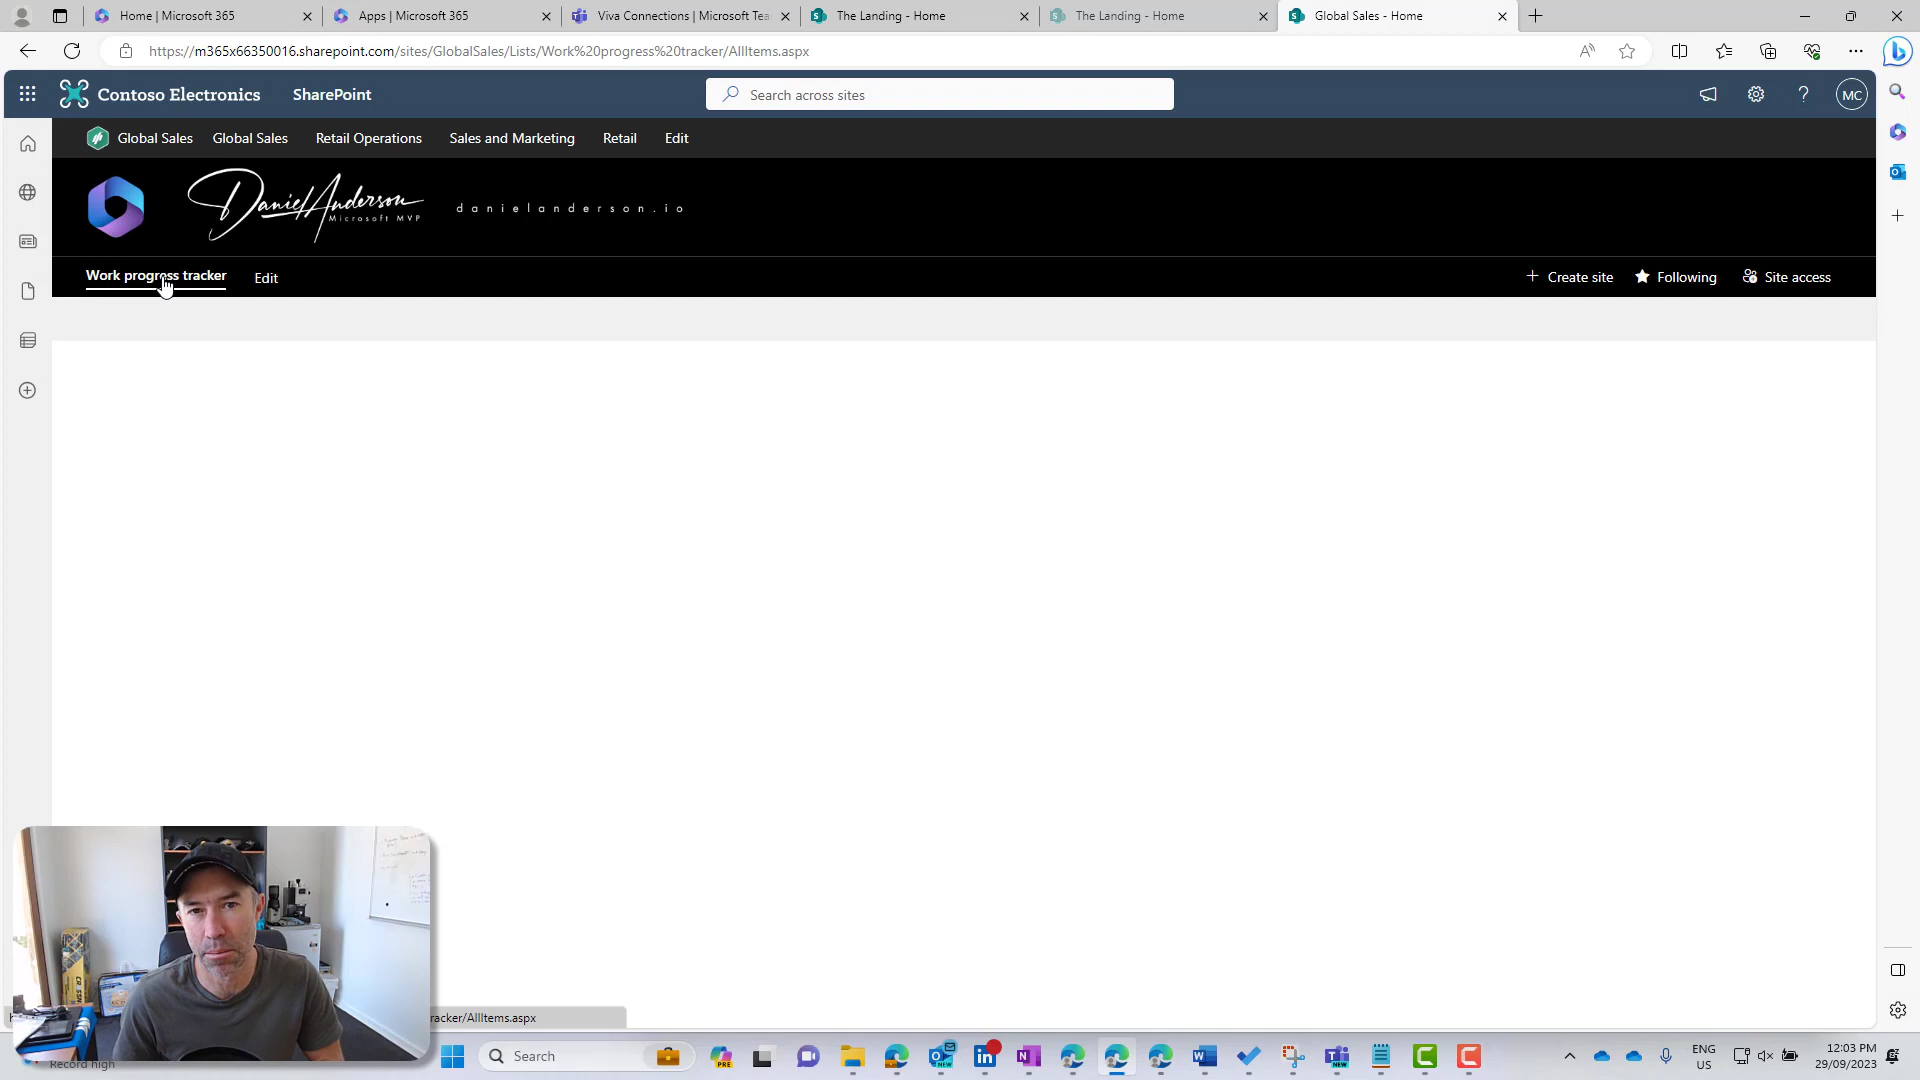 Home | Microsoft 365
Apps | Microsoft 365
Viva Connections | Microsoft Tea
The Landing - Home
The Landing - Home
Global Sales - Home
https://m365x66350016.sharepoint.com/sites/GlobalSales/Lists/Work%20progress%20tracker/AllItems.aspx
Contoso Electronics
SharePoint
Search across sites
MC
Global Sales
Global Sales
Retail Operations
Sales and Marketing
Retail
Edit
Daniel Anderson
Microsoft MVP
danielanderson.io
Work progress tracker
Edit
Create site
Following
Site access
racker/AllItems.aspx
Record high
Search
ENG
US
12:03 PM
29/09/2023